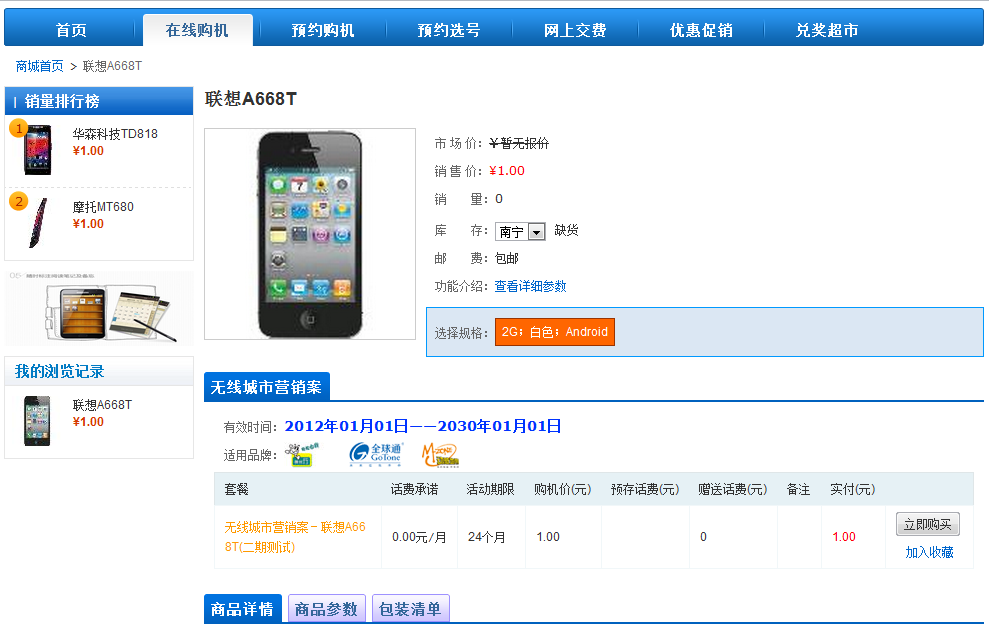 首页 在线购机 预约购机 预约选号 网上交费 优惠促销 兑奖超市
商城首页 > 联想A668T
销量排行榜
1
华森科技TD818
¥1.00
2
摩托MT680
¥1.00
我的浏览记录
联想A668T
¥1.00
联想A668T
市场价：¥暂无报价
销售价：¥1.00
销 量：0
库 存：南宁 缺货
邮 费：包邮
功能介绍：查看详细参数
选择规格：2G；白色；Android
无线城市营销案
有效时间：2012年01月01日——2030年01月01日
适用品牌： 全球通 GoTone
套餐 话费承诺 活动期限 购机价(元) 预存话费(元) 赠送话费(元) 备注 实付(元)
无线城市营销案－联想A66
8T(二期测试)
0.00元/月 24个月 1.00 0 1.00 立即购买
加入收藏
商品详情 商品参数 包装清单